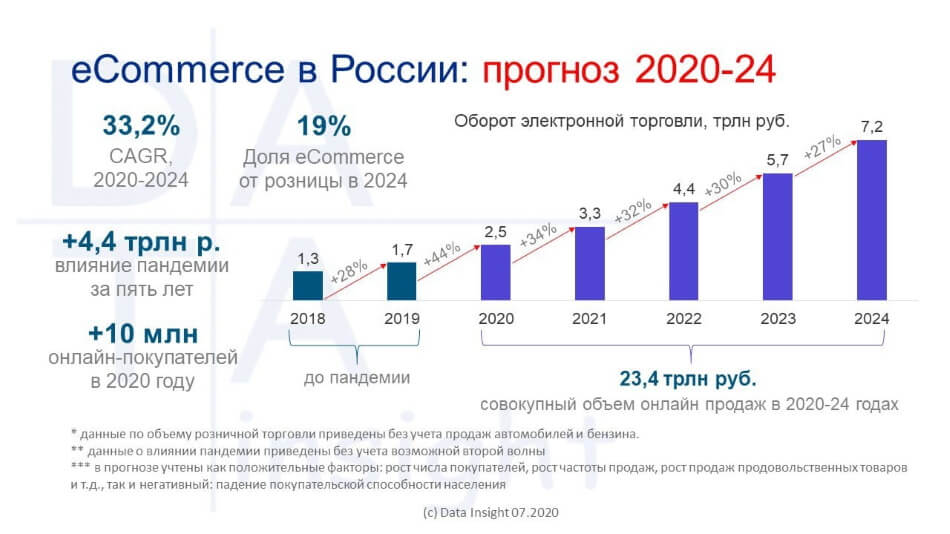 eCommerce в России: прогноз 2020-24
33,2%
CAGR,
2020-2024
19%
Доля eCommerce
от розницы в 2024
+4,4 трлн р.
влияние пандемии
за пять лет
+10 млн
онлайн-покупателей
в 2020 году
Оборот электронной торговли, трлн руб.
1,3
+28%
1,7
+44%
2,5
+34%
3,3
+32%
4,4
+30%
5,7
+27%
7,2
2018
2019
2020
2021
2022
2023
2024
до пандемии
23,4 трлн руб.
совокупный объем онлайн продаж в 2020-24 годах
* данные по объему розничной торговли приведены без учета продаж автомобилей и бензина.
** данные о влиянии пандемии приведены без учета возможной второй волны
*** в прогнозе учтены как положительные факторы: рост числа покупателей, рост частоты продаж, рост продаж продовольственных товаров
и т.д., так и негативный: падение покупательской способности населения
(c) Data Insight 07.2020
DATA
insight